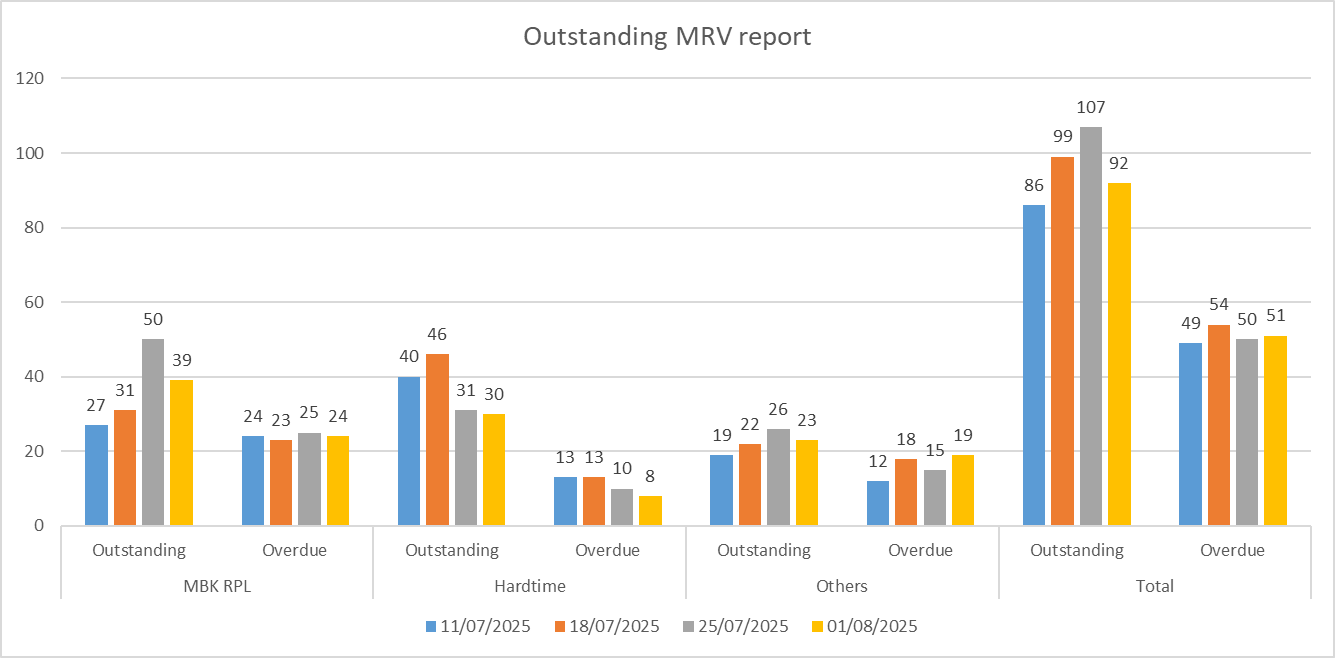 Outstanding MRV report
120
100
80
60
40
20
0
27 31 50 39
24 23 25 24
40 46 31 30
13 13 10 8
19 22 26 23
12 18 15 19
86 99 107 92
49 54 50 51
Outstanding Overdue Outstanding Overdue Outstanding Overdue Outstanding Overdue
MBK RPL Hardtime Others Total
11/07/2025 18/07/2025 25/07/2025 01/08/2025